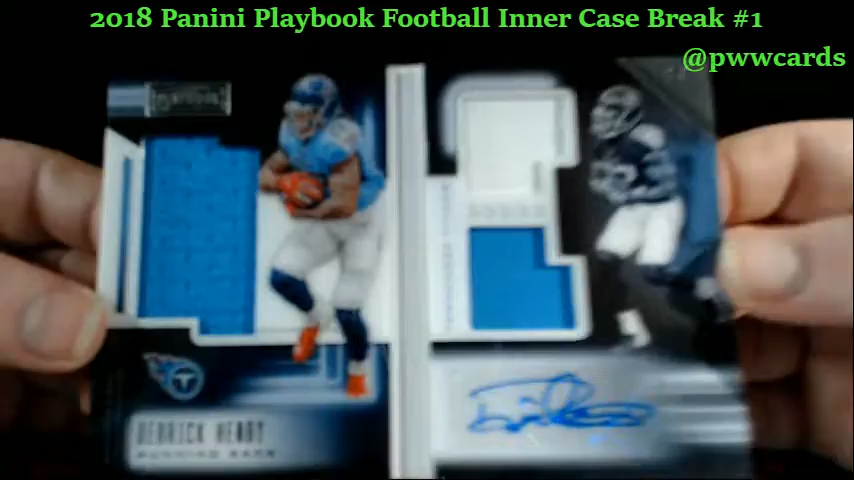 2018 Panini Playbook Football Inner Case Break #1
@pwwcards
DERRICK HENRY
RUNNING BACK